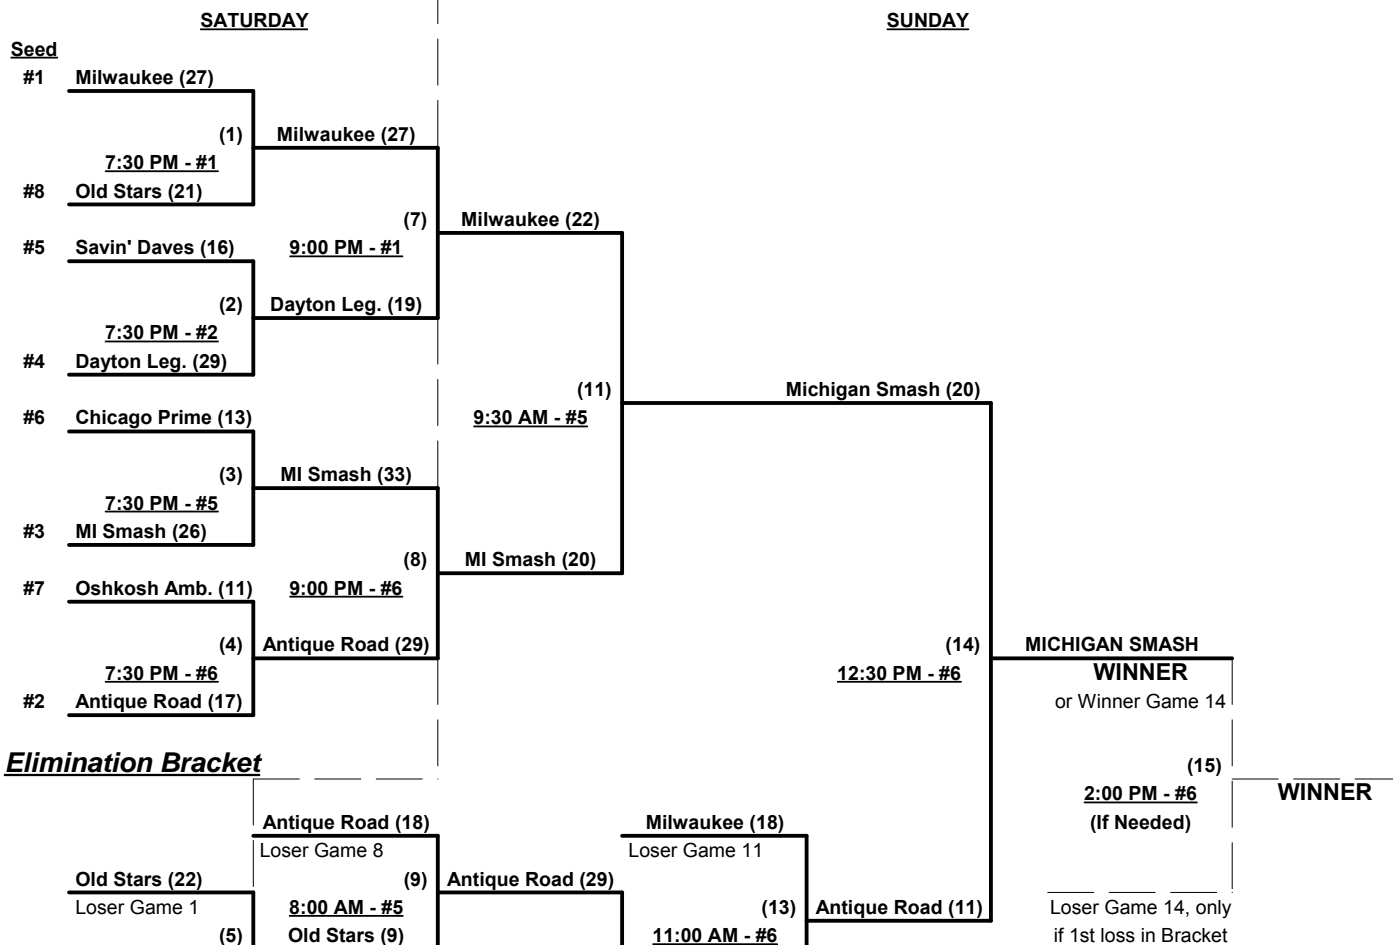 SATURDAY
SUNDAY
Seed
#1 Milwaukee (27)
(1) Milwaukee (27)
7:30 PM - #1
#8 Old Stars (21)
(7) Milwaukee (22)
#5 Savin' Daves (16) 9:00 PM - #1
(2) Dayton Leg. (19)
7:30 PM - #2
#4 Dayton Leg. (29)
(11) Michigan Smash (20)
#6 Chicago Prime (13) 9:30 AM - #5
(3) MI Smash (33)
7:30 PM - #5
#3 MI Smash (26)
(8) MI Smash (20)
#7 Oshkosh Amb. (11) 9:00 PM - #6
(4) Antique Road (29) (14) MICHIGAN SMASH
7:30 PM - #6 12:30 PM - #6 WINNER
#2 Antique Road (17) or Winner Game 14
Elimination Bracket
(15)
2:00 PM - #6 WINNER
Antique Road (18) Milwaukee (18) (If Needed)
Loser Game 8 Loser Game 11
Old Stars (22) (9) Antique Road (29)
Loser Game 1 8:00 AM - #5 (13) Antique Road (11) Loser Game 14, only
(5) Old Stars (9) 11:00 AM - #6 if 1st loss in Bracket